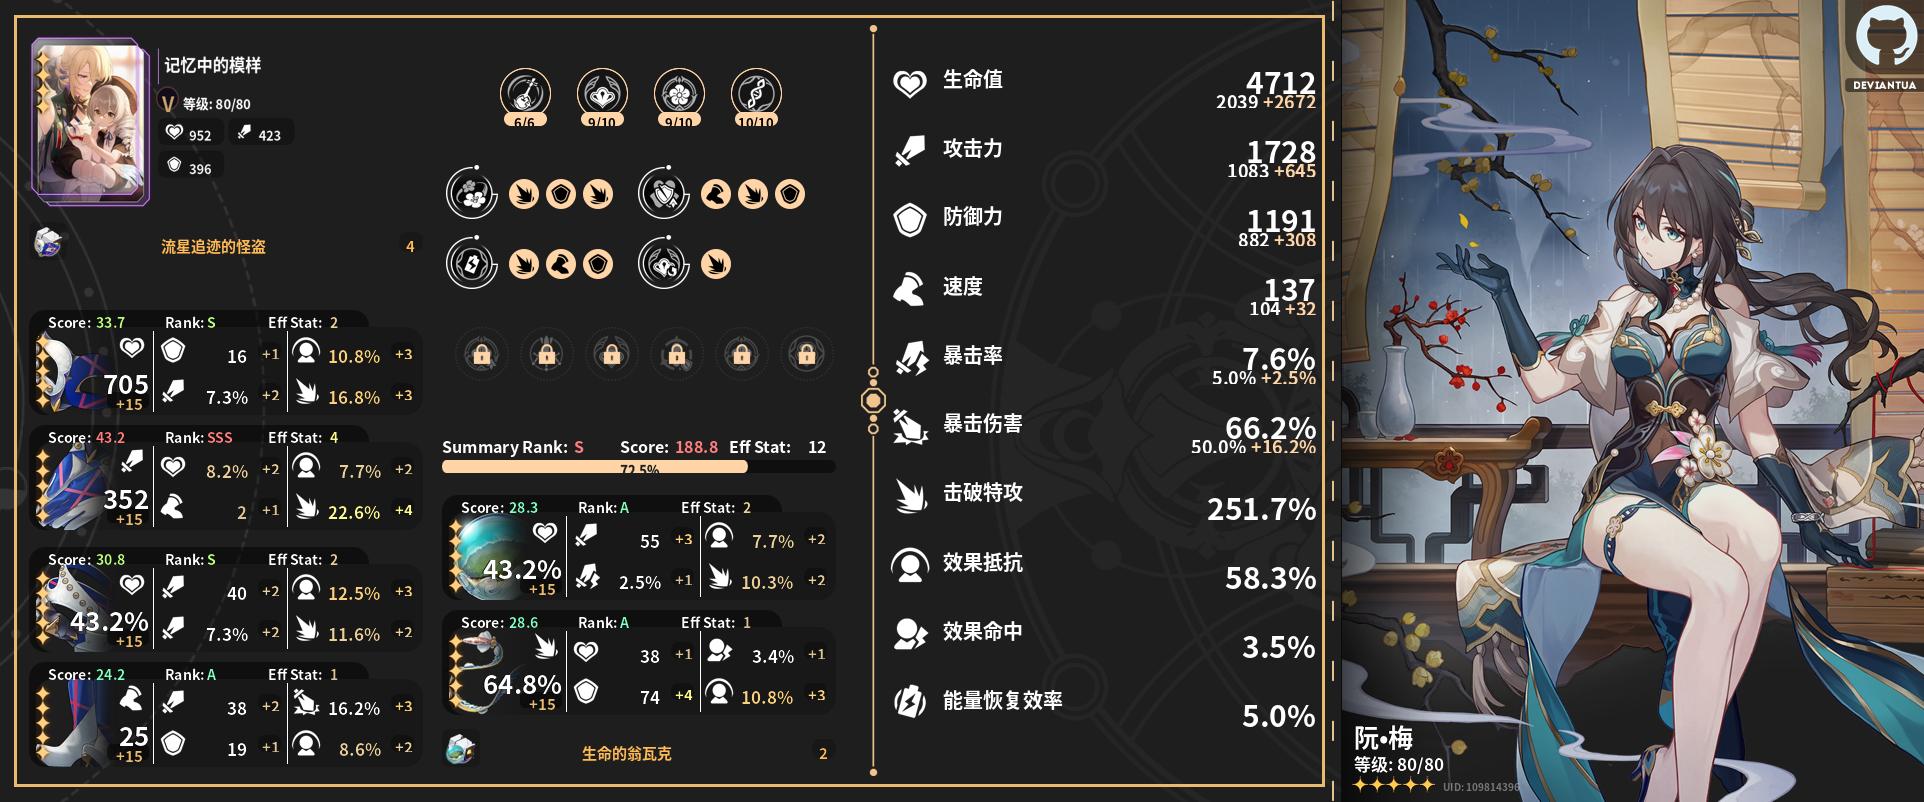 记忆中的模样
V 等级: 80/80
952 423
396
流星追迹的怪盗 4
Score: 33.7 Rank: S Eff Stat: 2
705 +15
16 +1 10.8% +3
7.3% +2 16.8% +3
Score: 43.2 Rank: SSS Eff Stat: 4
352 +15
8.2% +2 7.7% +2
2 +1 22.6% +4
Score: 30.8 Rank: S Eff Stat: 2
43.2% +15
40 +2 12.5% +3
7.3% +2 11.6% +2
Score: 24.2 Rank: A Eff Stat: 1
25 +15
38 +2 16.2% +3
19 +1 8.6% +2
6/6 9/10 9/10 10/10
Summary Rank: S Score: 188.8 Eff Stat: 12
72.5%
Score: 28.3 Rank: A Eff Stat: 2
43.2% +15
55 +3 7.7% +2
2.5% +1 10.3% +2
Score: 28.6 Rank: A Eff Stat: 1
64.8% +15
38 +1 3.4% +1
74 +4 10.8% +3
生命的翁瓦克 2
生命值 4712
2039 +2672
攻击力 1728
1083 +645
防御力 1191
882 +308
速度 137
104 +32
暴击率 7.6%
5.0% +2.5%
暴击伤害 66.2%
50.0% +16.2%
击破特攻 251.7%
效果抵抗 58.3%
效果命中 3.5%
能量恢复效率 5.0%
DEVIANTUA
阮•梅
等级: 80/80
UID: 109814396